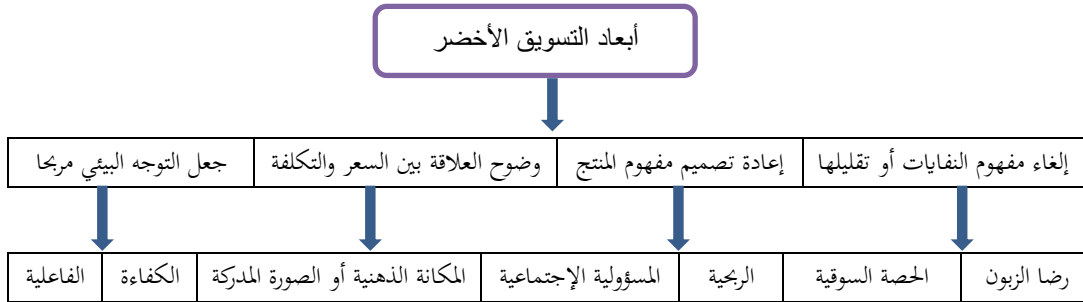 أبعاد التسويق الأخضر
إلغاء مفهوم النفايات أو تقليلها إعادة تصميم مفهوم المنتج وضوح العلاقة بين السعر والتكلفة جعل التوجه البيئي مربحا
رضا الزبون الحصة السوقية الربحية المسؤولية الإجتماعية المكانة الذهنية أو الصورة المدركة الكفاءة الفاعلية